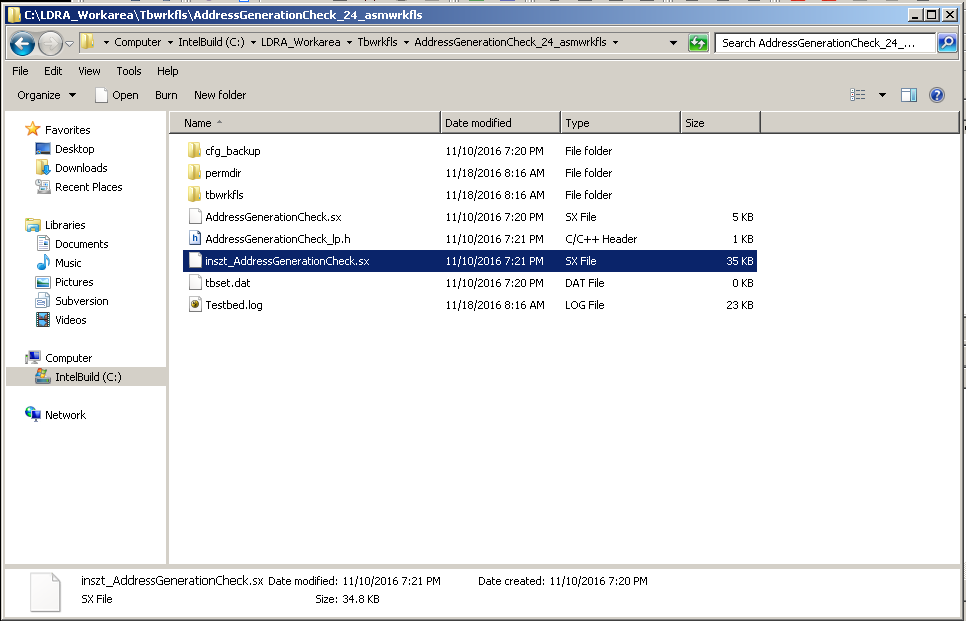 C:\LDRA_Workarea\Tbwrkfls\AddressGenerationCheck_24_asmwrkfls
Computer IntelBuild (C:) LDRA_Workarea Tbwrkfls AddressGenerationCheck_24_asmwrkfls Search AddressGenerationCheck_24_...
File Edit View Tools Help
Organize Open Burn New folder
Favorites
Desktop
Downloads
Recent Places
Libraries
Documents
Music
Pictures
Subversion
Videos
Computer
IntelBuild (C:)
Network
Name Date modified Type Size
cfg_backup 11/10/2016 7:20 PM File folder
permdir 11/18/2016 8:16 AM File folder
tbwrkfls 11/18/2016 8:16 AM File folder
AddressGenerationCheck.sx 11/10/2016 7:20 PM SX File 5 KB
AddressGenerationCheck_lp.h 11/10/2016 7:21 PM C/C++ Header 1 KB
inszt_AddressGenerationCheck.sx 11/10/2016 7:21 PM SX File 35 KB
tbset.dat 11/10/2016 7:20 PM DAT File 0 KB
Testbed.log 11/18/2016 8:16 AM LOG File 23 KB
inszt_AddressGenerationCheck.sx Date modified: 11/10/2016 7:21 PM Date created: 11/10/2016 7:20 PM
SX File Size: 34.8 KB